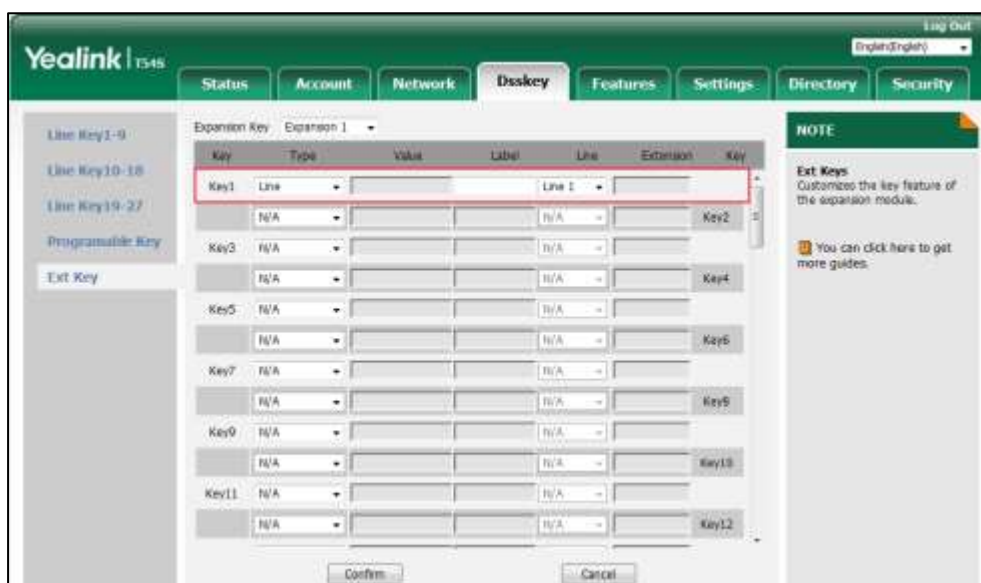 Log Out
Yealink T54S
English(English)
Status Account Network Dsskey Features Settings Directory Security
Line Key1-9
Line Key10-18
Line Key19-27
Programable Key
Ext Key
Expansion Key Expansion 1
Key Type Value Label Line Extension Key
Key1 Line Line 1
N/A N/A Key2
Key3 N/A N/A
N/A N/A Key4
Key5 N/A N/A
N/A N/A Key6
Key7 N/A N/A
N/A N/A Key8
Key9 N/A N/A
N/A N/A Key10
Key11 N/A N/A
N/A N/A Key12
Confirm Cancel
NOTE
Ext Keys
Customizes the key feature of
the expansion module.
You can click here to get
more guides.